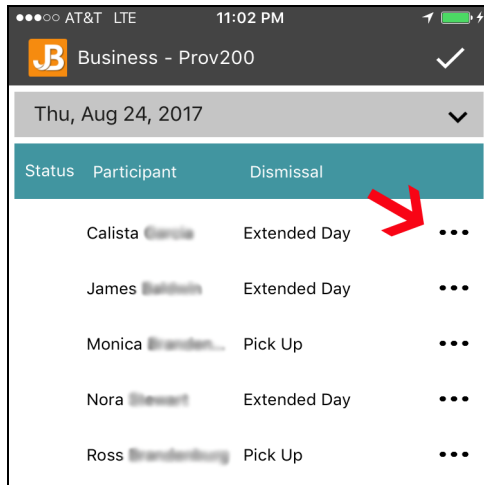 AT&T LTE 11:02 PM
JB Business - Prov200
Thu, Aug 24, 2017
Status Participant Dismissal
Calista Extended Day
James Extended Day
Monica Pick Up
Nora Extended Day
Ross Pick Up